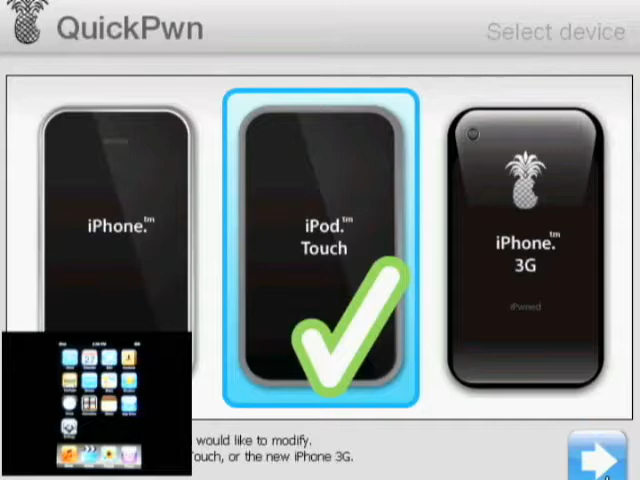 QuickPwn
Select device
iPhone.™
iPod.™
Touch
iPhone.™
3G
iPwned
would like to modify.
Touch, or the new iPhone 3G.